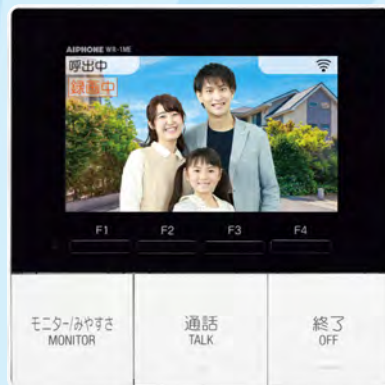 AIPHONE WX-1ME
呼出中
録画中
F1 F2 F3 F4
モニター/みやすさ
MONITOR
通話
TALK
終了
OFF